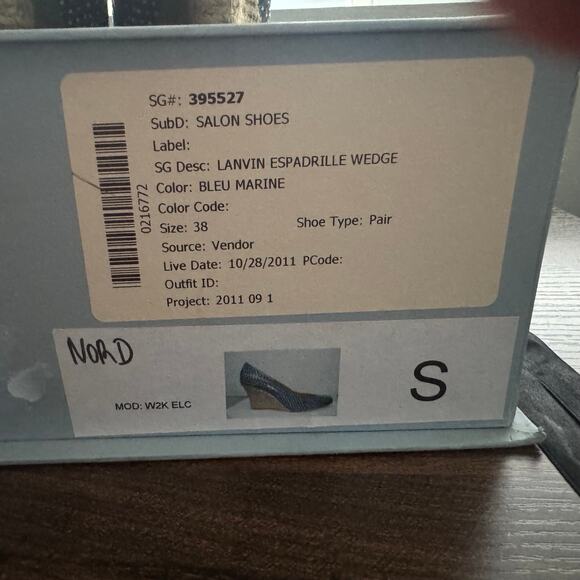 SG#: 395527
SubD: SALON SHOES
Label:
SG Desc: LANVIN ESPADRILLE WEDGE
Color: BLEU MARINE
Color Code:
Size: 38 Shoe Type: Pair
Source: Vendor
Live Date: 10/28/2011 PCode:
Outfit ID:
Project: 2011 09 1
0216772
NORD
MOD: W2K ELC
S